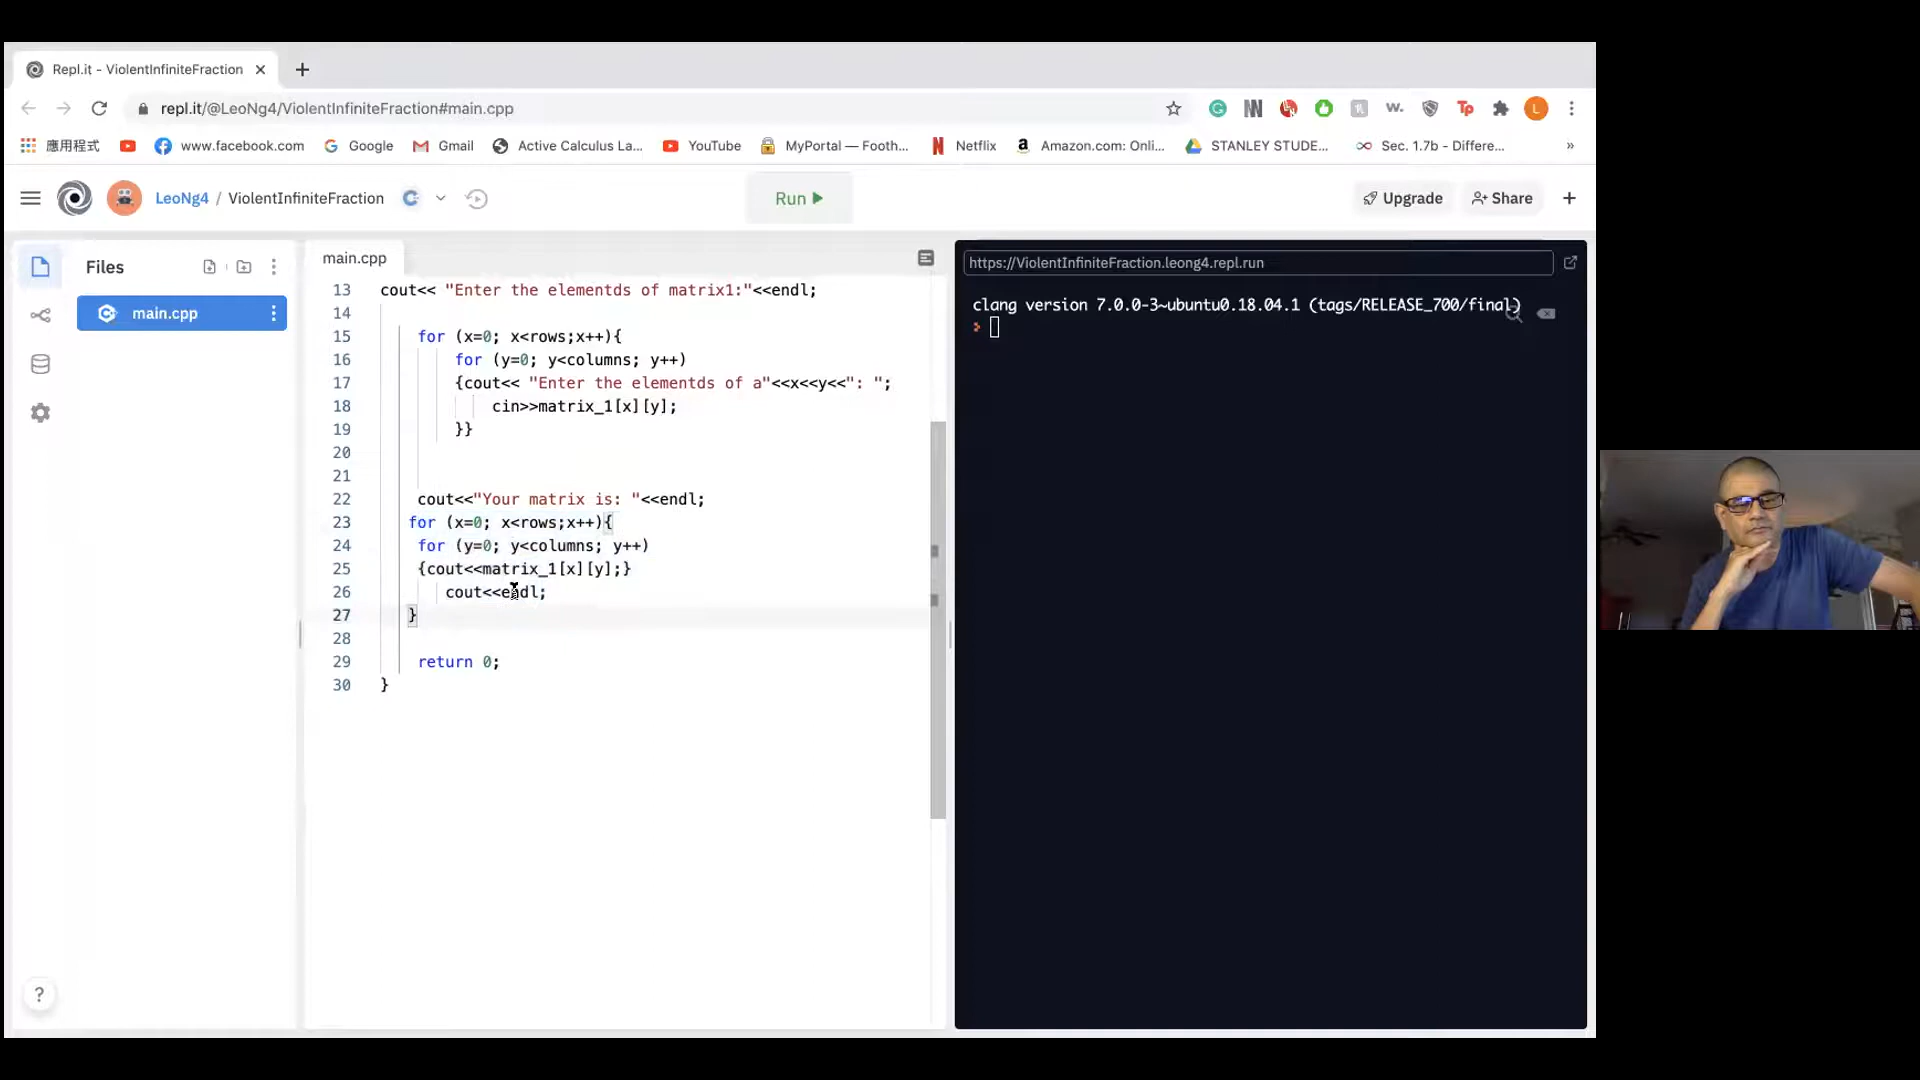 Repl.it - ViolentInfiniteFraction
repl.it/@LeoNg4/ViolentInfiniteFraction#main.cpp
應用程式 www.facebook.com Google Gmail Active Calculus La... YouTube MyPortal — Footh... Netflix Amazon.com: Onli... STANLEY STUDE... Sec. 1.7b - Differe... »
LeoNg4 / ViolentInfiniteFraction Run Upgrade Share
Files
main.cpp
main.cpp
13 cout<< "Enter the elementds of matrix1:"<<endl;
14
15 for (x=0; x<rows;x++){
16 for (y=0; y<columns; y++)
17 {cout<< "Enter the elementds of a"<<x<<y<<": ";
18 cin>>matrix_1[x][y];
19 }}
20
21
22 cout<<"Your matrix is: "<<endl;
23 for (x=0; x<rows;x++){
24 for (y=0; y<columns; y++)
25 {cout<<matrix_1[x][y];}
26 cout<<endl;
27 }
28
29 return 0;
30 }
https://ViolentInfiniteFraction.leong4.repl.run
clang version 7.0.0-3~ubuntu0.18.04.1 (tags/RELEASE_700/final)
?